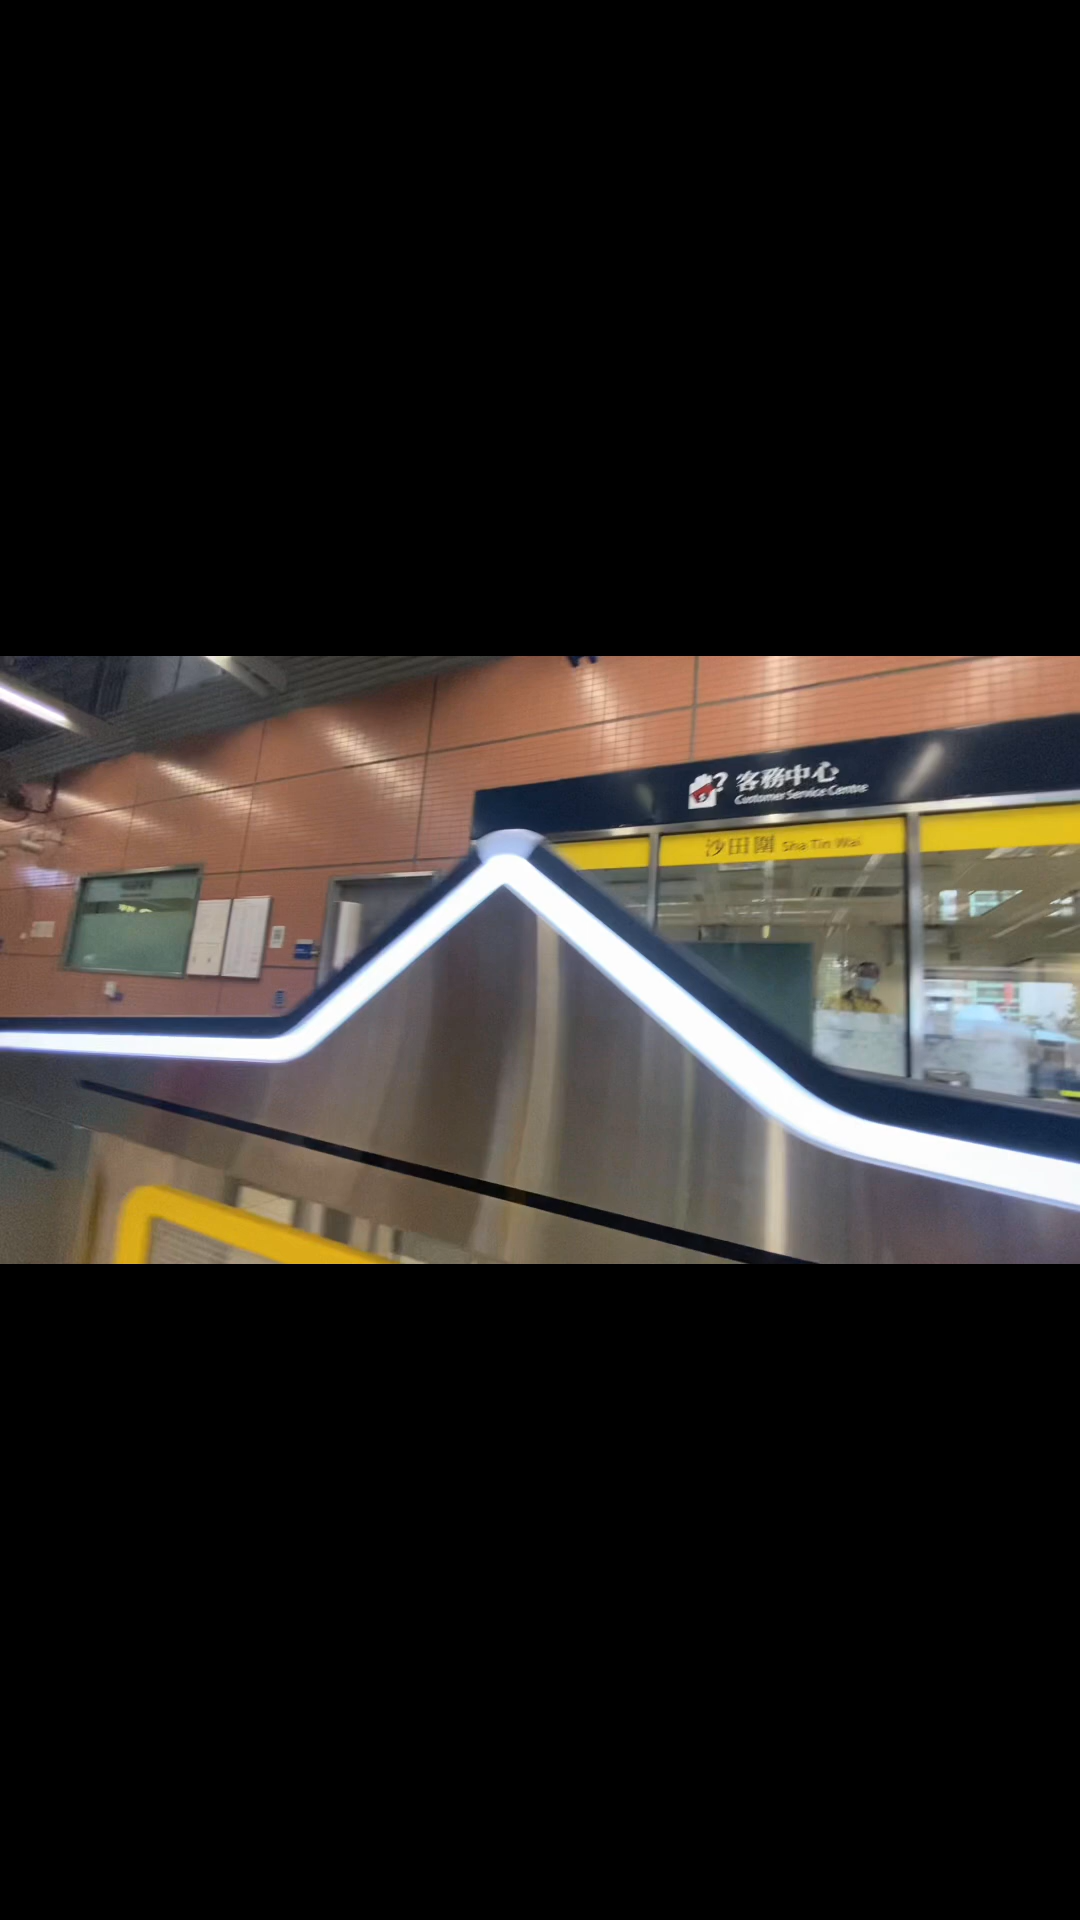 客務中心
Customer Service Centre
沙田圍 Sha Tin Wai